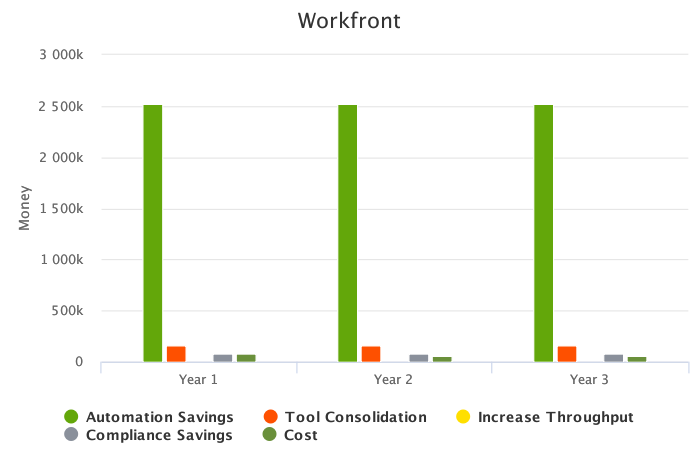 Workfront
3 000k
2 500k
2 000k
1 500k
1 000k
500k
0
Money
Year 1
Year 2
Year 3
Automation Savings
Tool Consolidation
Increase Throughput
Compliance Savings
Cost